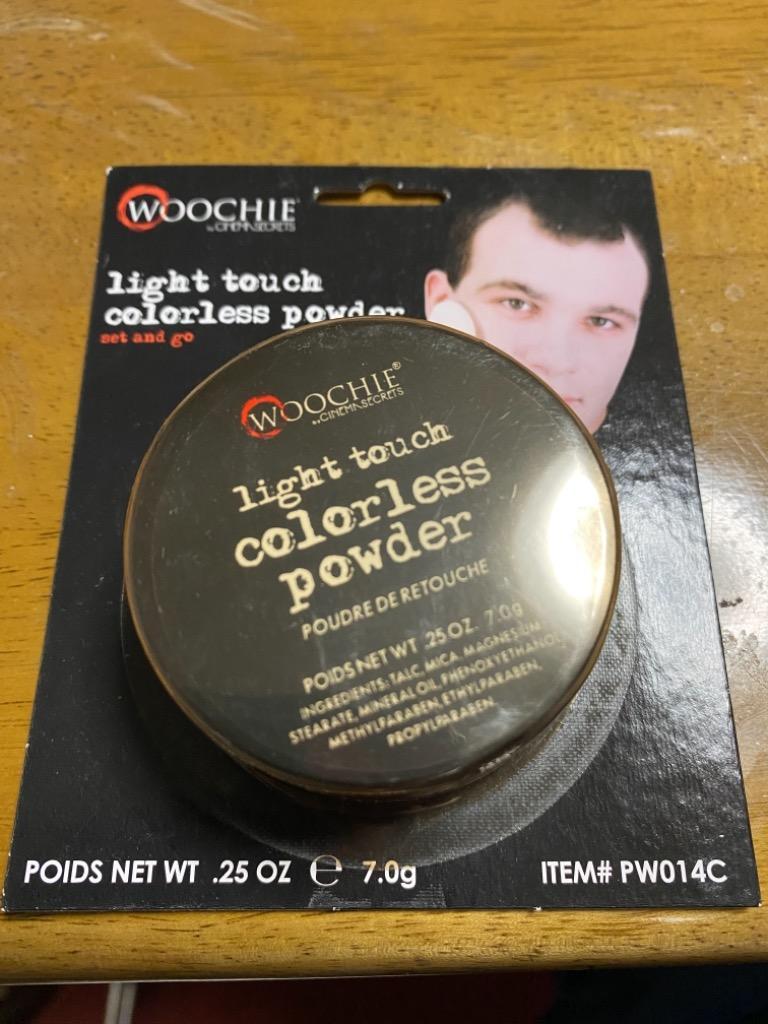 WOOCHIE
by CINEMA SECRETS
light touch
colorless powder
set and go
WOOCHIE®
by CINEMA SECRETS
light touch
colorless
powder
POUDRE DE RETOUCHE
POIDS NET WT .25 OZ. 7.0g
INGREDIENTS: TALC, MICA, MAGNESIUM
STEARATE, MINERAL OIL, PHENOXYETHANOL,
METHYLPARABEN, ETHYLPARABEN,
PROPYLPARABEN
POIDS NET WT .25 OZ ℮ 7.0g
ITEM# PW014C